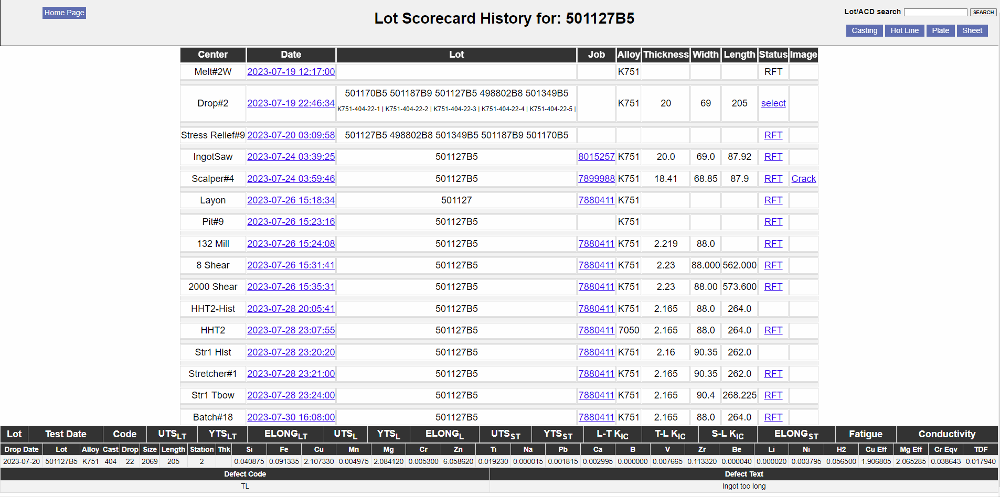 Home Page
Lot Scorecard History for: 501127B5
Lot/ACD search SEARCH
Casting Hot Line Plate Sheet
Center Date Lot Job Alloy Thickness Width Length Status Image
Melt#2W 2023-07-19 12:17:00 K751 RFT
501170B5 501187B9 501127B5 498802B8 501349B5
Drop#2 2023-07-19 22:46:34 K751 20 69 205 select
K751-404-22-1 | K751-404-22-2 | K751-404-22-3 | K751-404-22-4 | K751-404-22-5 |
Stress Relief#9 2023-07-20 03:09:58 501127B5 498802B8 501349B5 501187B9 501170B5 RFT
IngotSaw 2023-07-24 03:39:25 501127B5 8015257 K751 20.0 69.0 87.92 RFT
Scalper#4 2023-07-24 03:59:46 501127B5 7899988 K751 18.41 68.85 87.9 RFT Crack
Layon 2023-07-26 15:18:34 501127 7880411 K751 RFT
Pit#9 2023-07-26 15:23:16 501127B5 K751 RFT
132 Mill 2023-07-26 15:24:08 501127B5 7880411 K751 2.219 88.0 RFT
8 Shear 2023-07-26 15:31:41 501127B5 7880411 K751 2.23 88.000 562.000 RFT
2000 Shear 2023-07-26 15:35:31 501127B5 7880411 K751 2.23 88.00 573.600 RFT
HHT2-Hist 2023-07-28 20:05:41 501127B5 7880411 K751 2.165 88.0 264.0
HHT2 2023-07-28 23:07:55 501127B5 7880411 7050 2.165 88.0 264.0 RFT
Str1 Hist 2023-07-28 23:20:20 501127B5 7880411 K751 2.16 90.35 262.0
Stretcher#1 2023-07-28 23:21:00 501127B5 7880411 K751 2.165 90.35 262.0 RFT
Str1 Tbow 2023-07-28 23:24:00 501127B5 7880411 K751 2.165 90.4 268.225 RFT
Batch#18 2023-07-30 16:08:00 501127B5 7880411 K751 2.165 88.0 264.0 RFT
Lot Test Date Code UTSLT YTSLT ELONGLT UTSL YTSL ELONGL UTSST YTSST L-T KIC T-L KIC S-L KIC ELONGST Fatigue Conductivity
Drop Date Lot Alloy Cast Drop Size Length Station Thk Si Fe Cu Mn Mg Cr Zn Ti Na Pb Ca B V Zr Be Li Ni H2 Cu Eff Mg Eff Cr Eqv TDF
2023-07-20 501127B5 K751 404 22 2069 205 2 0.040875 0.091335 2.107330 0.004975 2.084120 0.005300 6.058620 0.019230 0.000015 0.001815 0.002995 0.000000 0.007665 0.113320 0.000040 0.000020 0.003795 0.056500 1.906805 2.065285 0.038643 0.017940
Defect Code Defect Text
TL Ingot too long